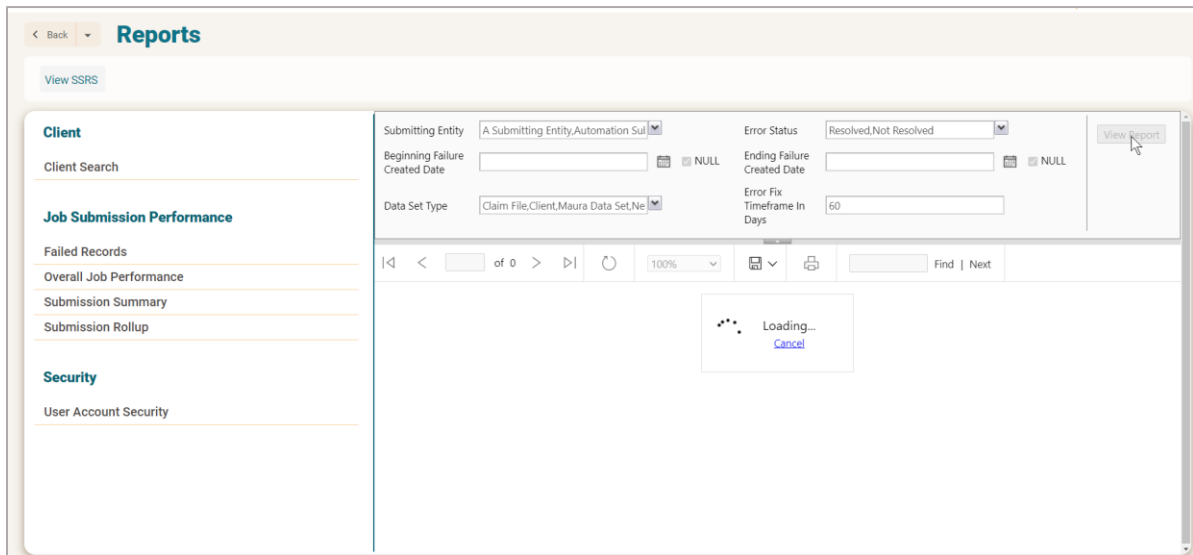 Back
Reports
View SSRS
Client
Client Search
Job Submission Performance
Failed Records
Overall Job Performance
Submission Summary
Submission Rollup
Security
User Account Security
Submitting Entity A Submitting Entity,Automation Sul Error Status Resolved,Not Resolved View Report
Beginning Failure Created Date NULL Ending Failure Created Date NULL
Data Set Type Claim File,Client,Maura Data Set,Ne Error Fix Timeframe In Days 60
of 0 100% Find | Next
Loading...
Cancel